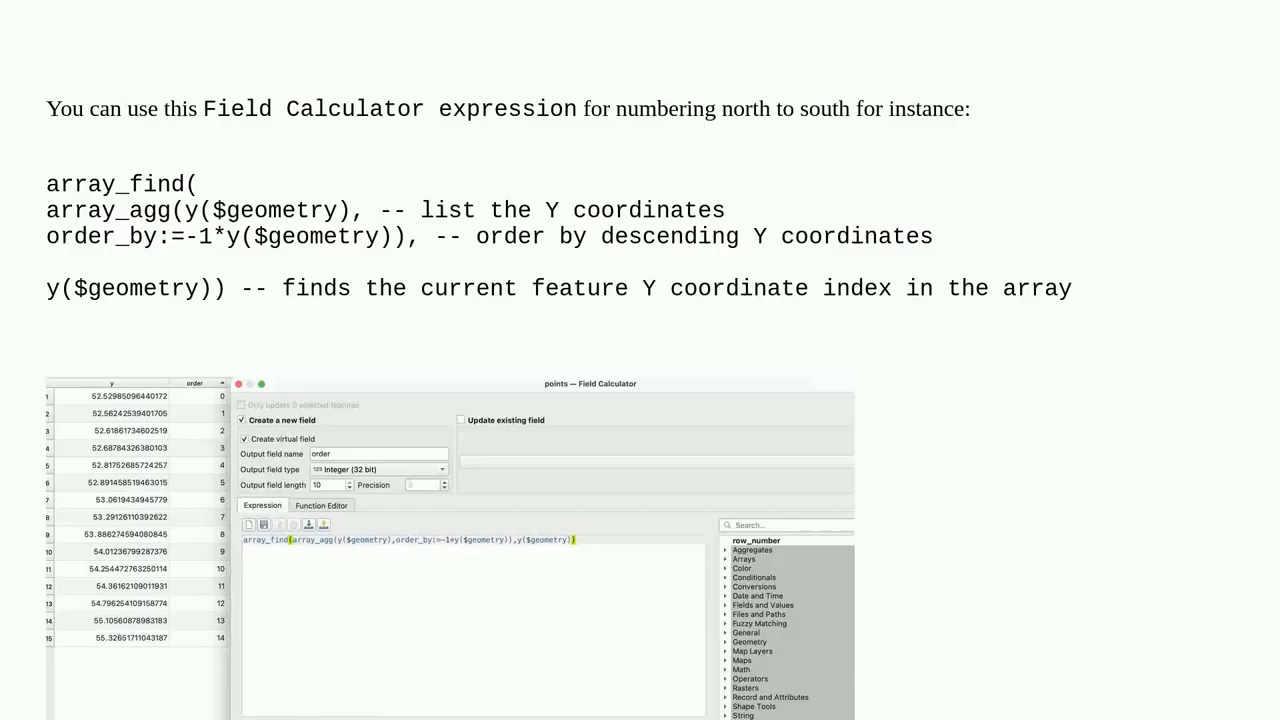 You can use this Field Calculator expression for numbering north to south for instance:
array_find(
array_agg(y($geometry), -- list the Y coordinates
order_by:=-1*y($geometry)), -- order by descending Y coordinates
y($geometry)) -- finds the current feature Y coordinate index in the array
y order points — Field Calculator
1 52.52985096440172 0 Only update 0 selected features
2 52.56242539401705 1 Create a new field Update existing field
3 52.61861734602519 2 Create virtual field
4 52.68784326380103 3 Output field name order
5 52.81752685724257 4 Output field type 123 Integer (32 bit)
6 52.891458519463015 5 Output field length 10 Precision 3
7 53.0619434945779 6 Expression Function Editor
8 53.29126110392622 7 Search...
9 53.886274594080845 8 array_find(array_agg(y($geometry),order_by:=-1*y($geometry)),y($geometry)) row_number
10 54.01236799287376 9 Aggregates
Arrays
11 54.254472763250114 10 Color
Conditionals
12 54.36162109011931 11 Conversions
Date and Time
13 54.796254109158774 12 Fields and Values
Files and Paths
14 55.10560878983183 13 Fuzzy Matching
General
15 55.32651711043187 14 Geometry
Map Layers
Maps
Math
Operators
Rasters
Record and Attributes
Shape Tools
String